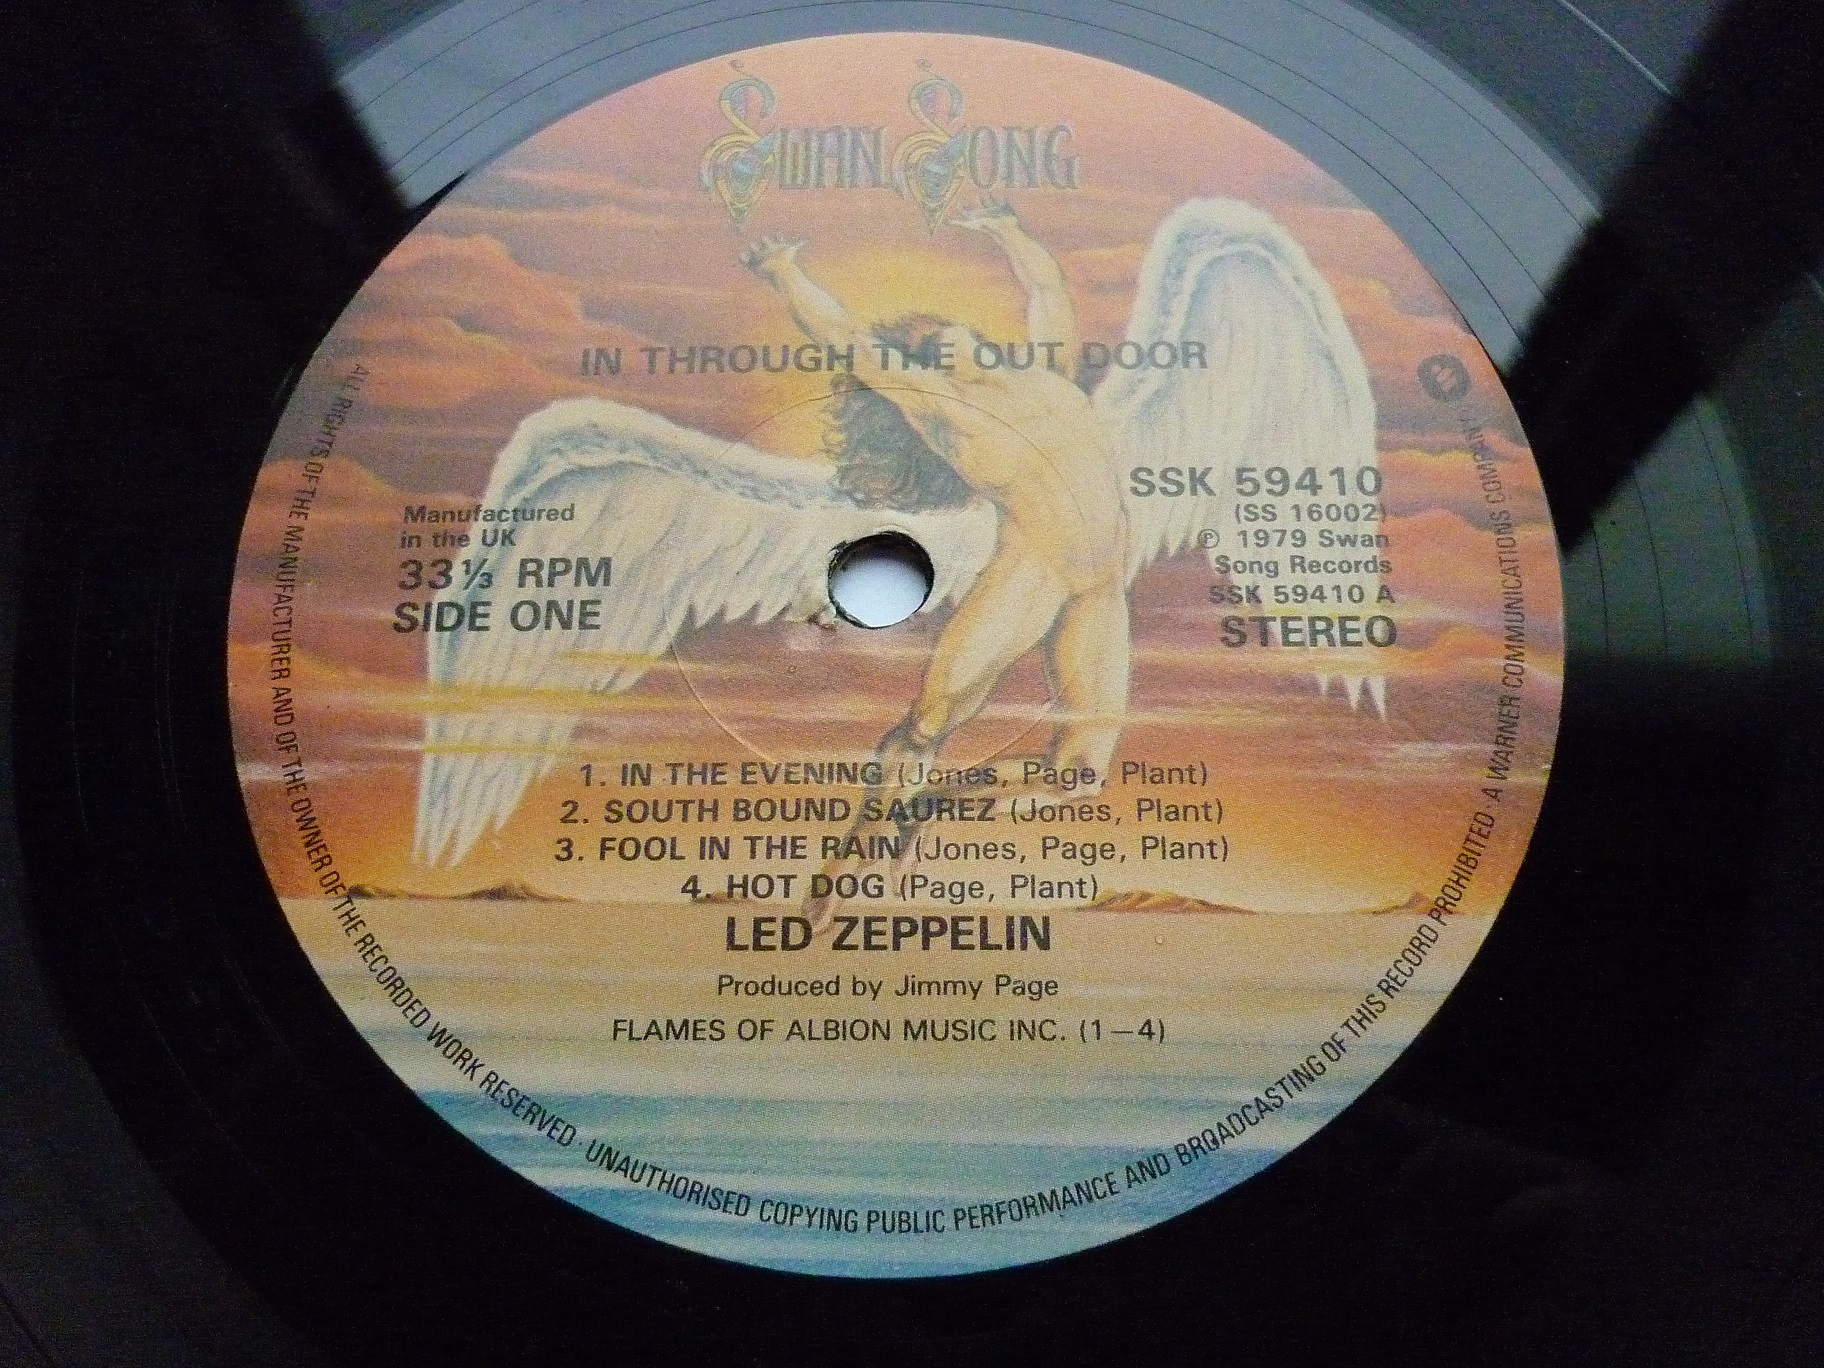 SWAN SONG
IN THROUGH THE OUT DOOR
Manufactured
in the UK
33⅓ RPM
SIDE ONE
SSK 59410
(SS 16002)
℗ 1979 Swan
Song Records
SSK 59410 A
STEREO
1. IN THE EVENING (Jones, Page, Plant)
2. SOUTH BOUND SAUREZ (Jones, Plant)
3. FOOL IN THE RAIN (Jones, Page, Plant)
4. HOT DOG (Page, Plant)
LED ZEPPELIN
Produced by Jimmy Page
FLAMES OF ALBION MUSIC INC. (1—4)
ALL RIGHTS OF THE MANUFACTURER AND OF THE OWNER OF THE RECORDED WORK RESERVED · UNAUTHORISED COPYING PUBLIC PERFORMANCE AND BROADCASTING OF THIS RECORD PROHIBITED · A WARNER COMMUNICATIONS COMPANY